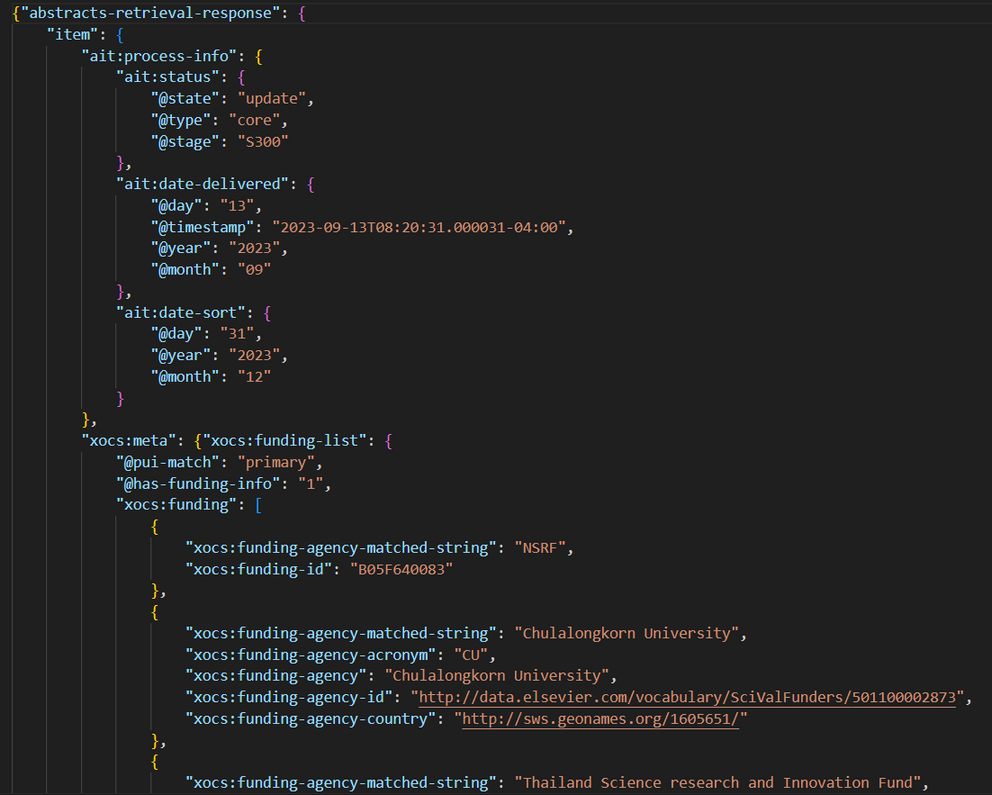 {"abstracts-retrieval-response": {
"item": {
"ait:process-info": {
"ait:status": {
"@state": "update",
"@type": "core",
"@stage": "S300"
},
"ait:date-delivered": {
"@day": "13",
"@timestamp": "2023-09-13T08:20:31.000031-04:00",
"@year": "2023",
"@month": "09"
},
"ait:date-sort": {
"@day": "31",
"@year": "2023",
"@month": "12"
}
},
"xocs:meta": {"xocs:funding-list": {
"@pui-match": "primary",
"@has-funding-info": "1",
"xocs:funding": [
{
"xocs:funding-agency-matched-string": "NSRF",
"xocs:funding-id": "B05F640083"
},
{
"xocs:funding-agency-matched-string": "Chulalongkorn University",
"xocs:funding-agency-acronym": "CU",
"xocs:funding-agency": "Chulalongkorn University",
"xocs:funding-agency-id": "http://data.elsevier.com/vocabulary/SciValFunders/501100002873",
"xocs:funding-agency-country": "http://sws.geonames.org/1605651/"
},
{
"xocs:funding-agency-matched-string": "Thailand Science research and Innovation Fund",